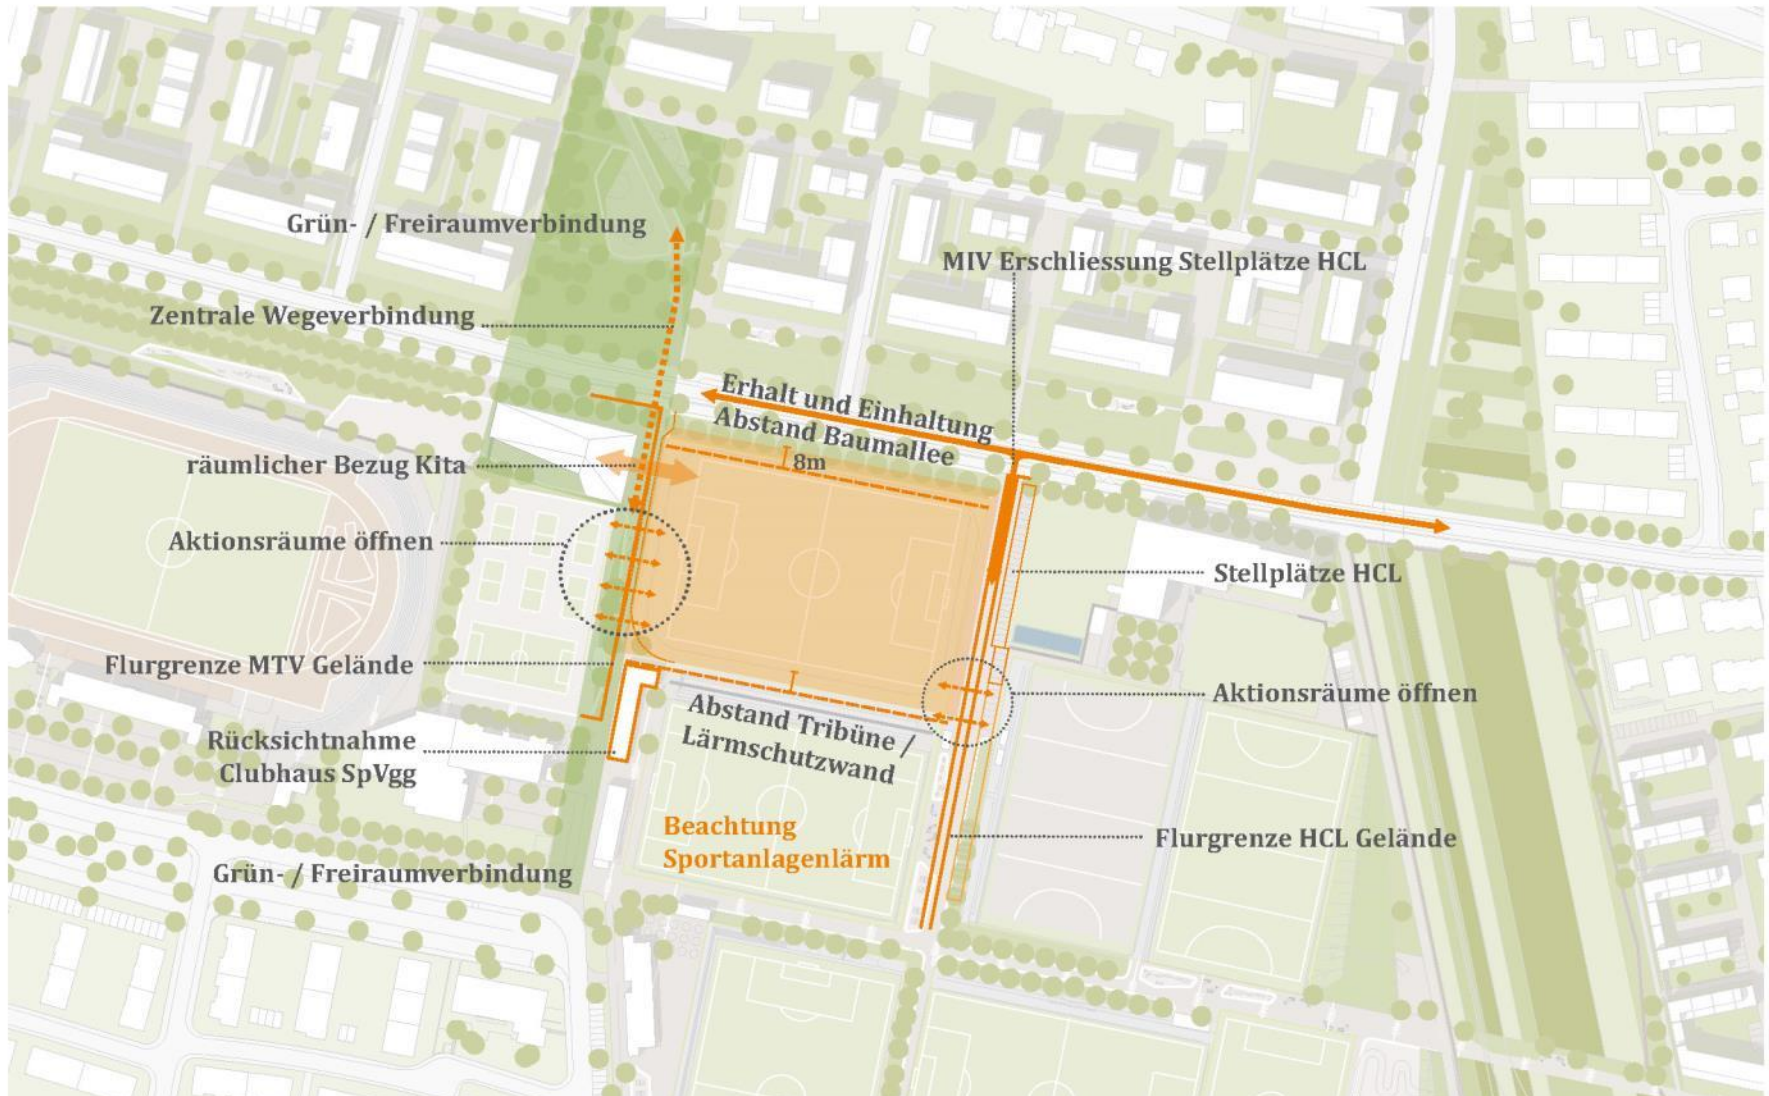 Grün- / Freiraumverbindung
MIV Erschliessung Stellplätze HCL
Zentrale Wegeverbindung
Erhalt und Einhaltung
Abstand Baumallee
8m
räumlicher Bezug Kita
Aktionsräume öffnen
Stellplätze HCL
Flurgrenze MTV Gelände
Aktionsräume öffnen
Abstand Tribüne /
Lärmschutzwand
Rücksichtnahme
Clubhaus SpVgg
Beachtung
Sportanlagenlärm
Flurgrenze HCL Gelände
Grün- / Freiraumverbindung